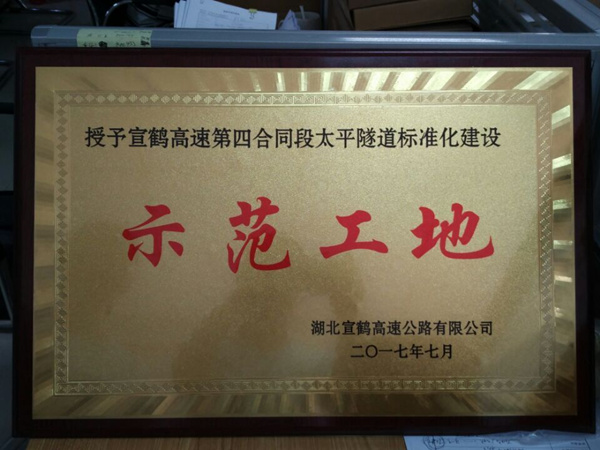 授予宣鹤高速第四合同段太平隧道标准化建设
示范工地
湖北宣鹤高速公路有限公司
二〇一七年七月